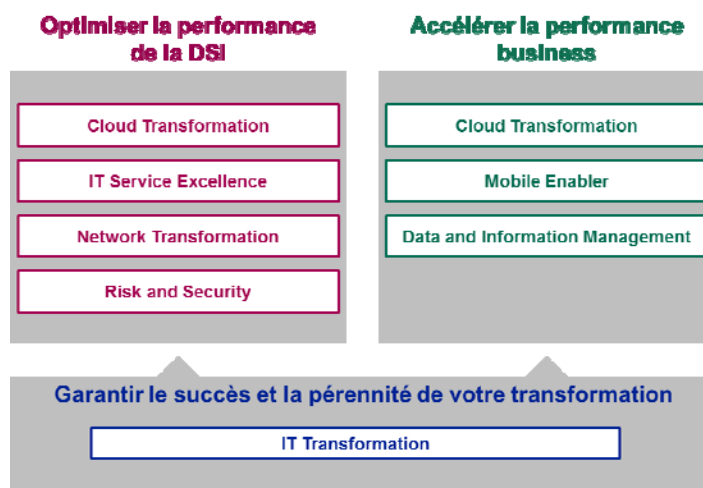 Optimiser la performance
de la DSI
Cloud Transformation
IT Service Excellence
Network Transformation
Risk and Security
Accélérer la performance
business
Cloud Transformation
Mobile Enabler
Data and Information Management
Garantir le succès et la pérennité de votre transformation
IT Transformation